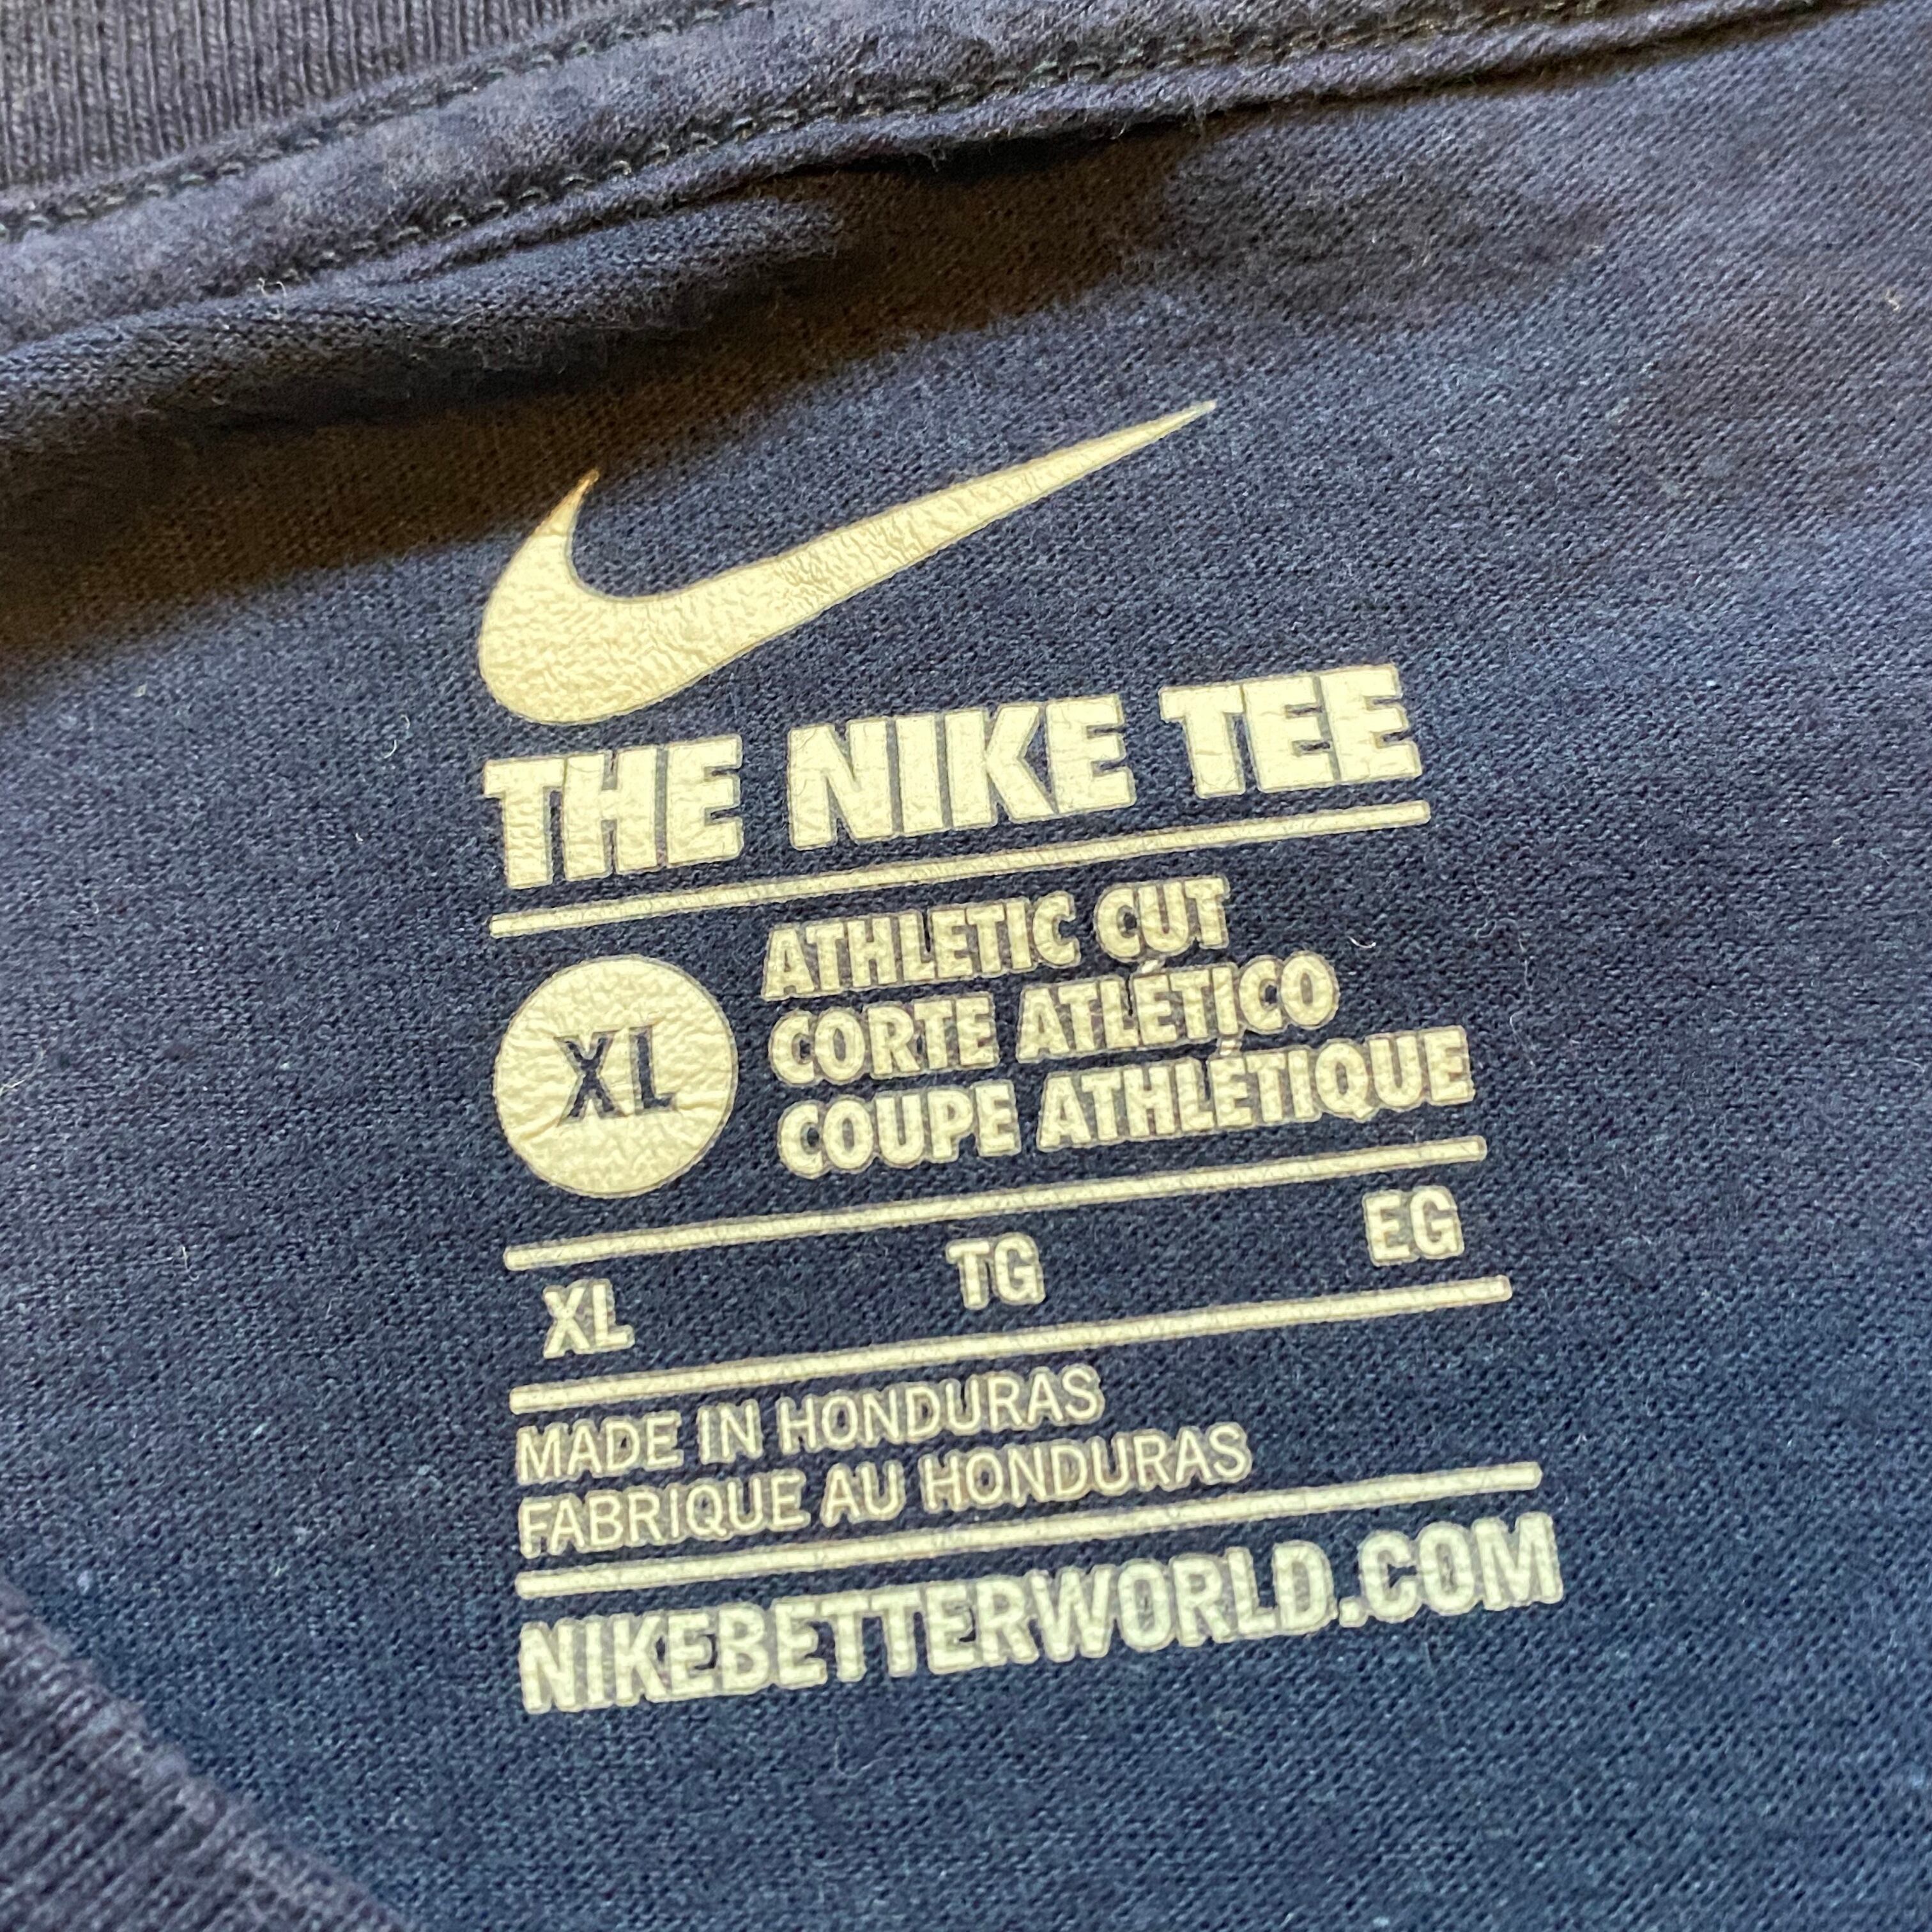 THE NIKE TEE
XL
ATHLETIC CUT
CORTE ATLÉTICO
COUPE ATHLÉTIQUE
XL TG EG
MADE IN HONDURAS
FABRIQUE AU HONDURAS
NIKEBETTERWORLD.COM